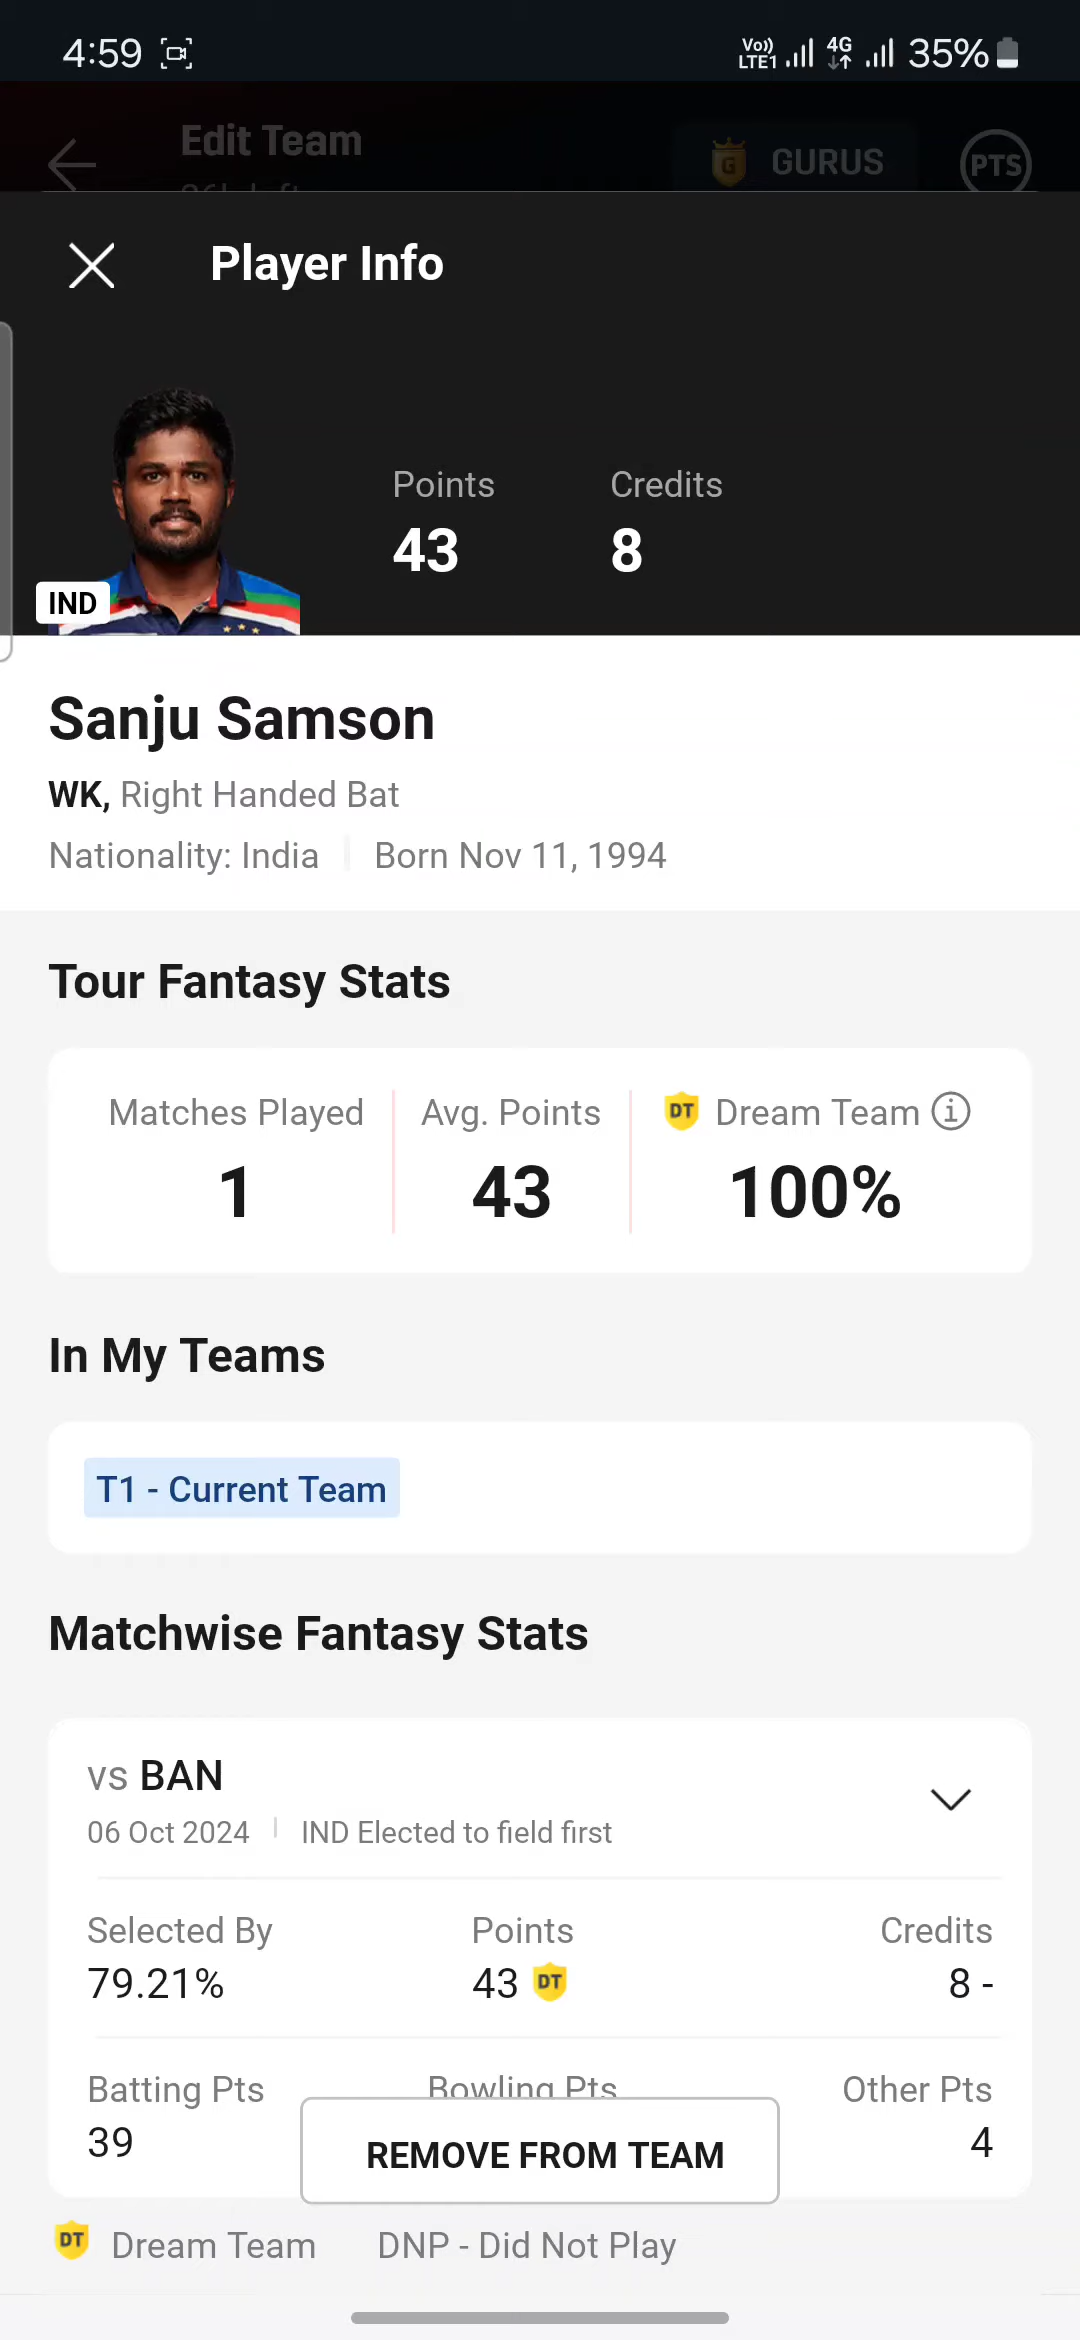 4:59 Vo)) LTE1 4G 35%
Edit Team
GURUS PTS
Player Info
Points Credits
43 8
IND
Sanju Samson
WK, Right Handed Bat
Nationality: India Born Nov 11, 1994
Tour Fantasy Stats
Matches Played Avg. Points DT Dream Team
1 43 100%
In My Teams
T1 - Current Team
Matchwise Fantasy Stats
vs BAN
06 Oct 2024 IND Elected to field first
Selected By Points Credits
79.21% 43 DT 8 -
Batting Pts Bowling Pts Other Pts
39 4
REMOVE FROM TEAM
DT Dream Team DNP - Did Not Play